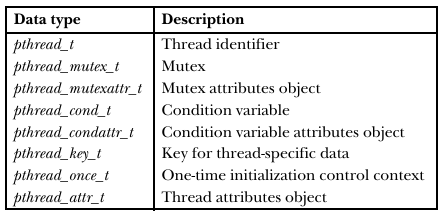 Data type Description
pthread_t Thread identifier
pthread_mutex_t Mutex
pthread_mutexattr_t Mutex attributes object
pthread_cond_t Condition variable
pthread_condattr_t Condition variable attributes object
pthread_key_t Key for thread-specific data
pthread_once_t One-time initialization control context
pthread_attr_t Thread attributes object